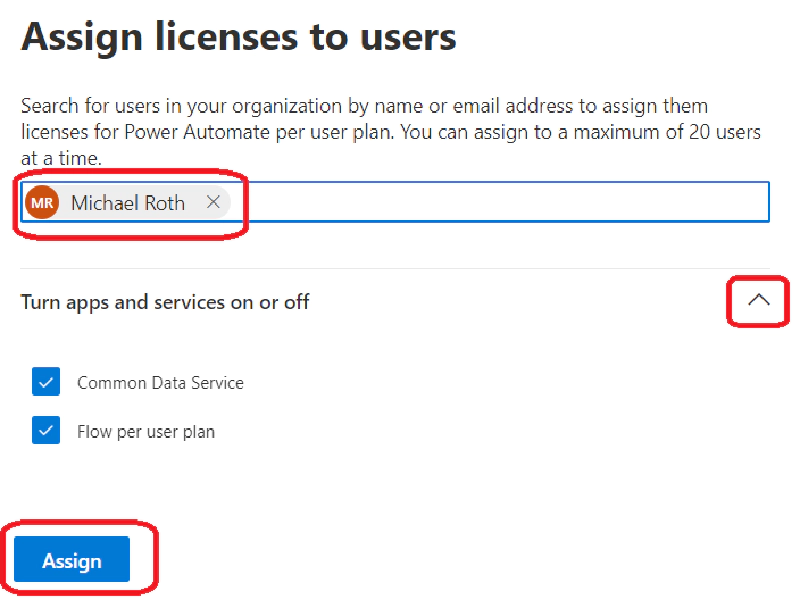 Assign licenses to users
Search for users in your organization by name or email address to assign them
licenses for Power Automate per user plan. You can assign to a maximum of 20 users
at a time.
MR Michael Roth
Turn apps and services on or off
Common Data Service
Flow per user plan
Assign